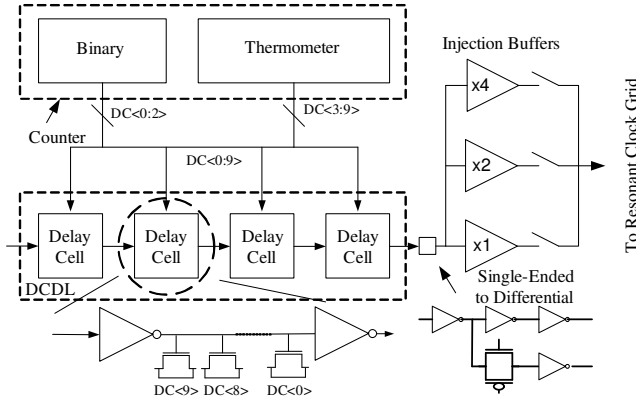 Binary
Thermometer
Injection Buffers
DC<0:2>
DC<3:9>
Counter
DC<0:9>
x4
x2
x1
To Resonant Clock Grid
Delay Cell
Delay Cell
Delay Cell
Delay Cell
DCDL
Single-Ended
to Differential
DC<9>
DC<8>
DC<0>